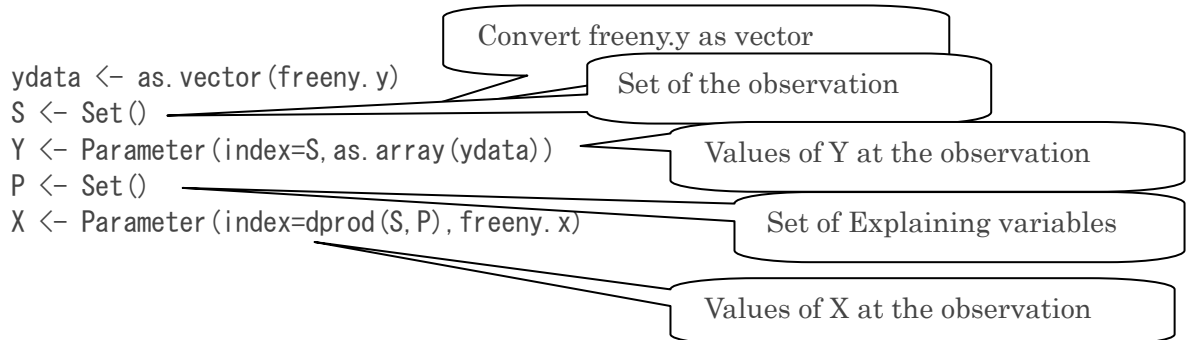 Convert freeny.y as vector
ydata <- as.vector(freeny.y)
Set of the observation
S <- Set()
Y <- Parameter(index=S,as.array(ydata))
Values of Y at the observation
P <- Set()
X <- Parameter(index=dprod(S,P),freeny.x)
Set of Explaining variables
Values of X at the observation